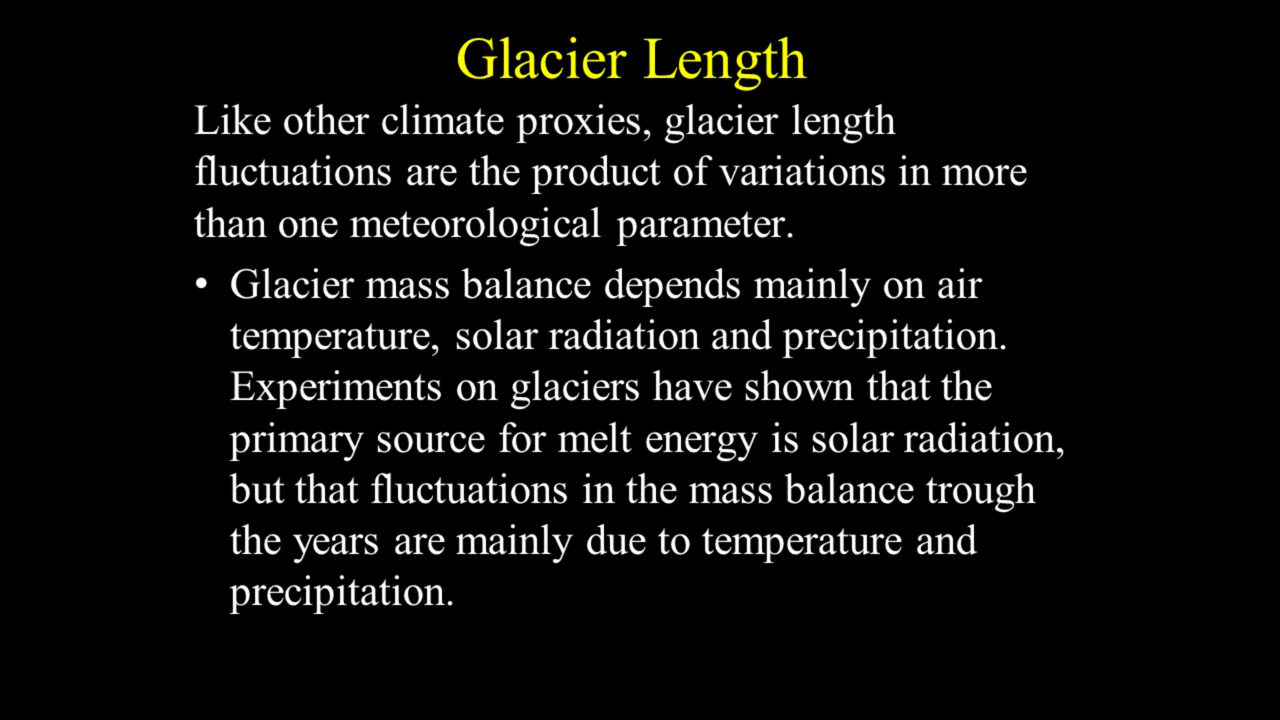 Glacier Length
Like other climate proxies, glacier length
fluctuations are the product of variations in more
than one meteorological parameter.
• Glacier mass balance depends mainly on air
temperature, solar radiation and precipitation.
Experiments on glaciers have shown that the
primary source for melt energy is solar radiation,
but that fluctuations in the mass balance trough
the years are mainly due to temperature and
precipitation.